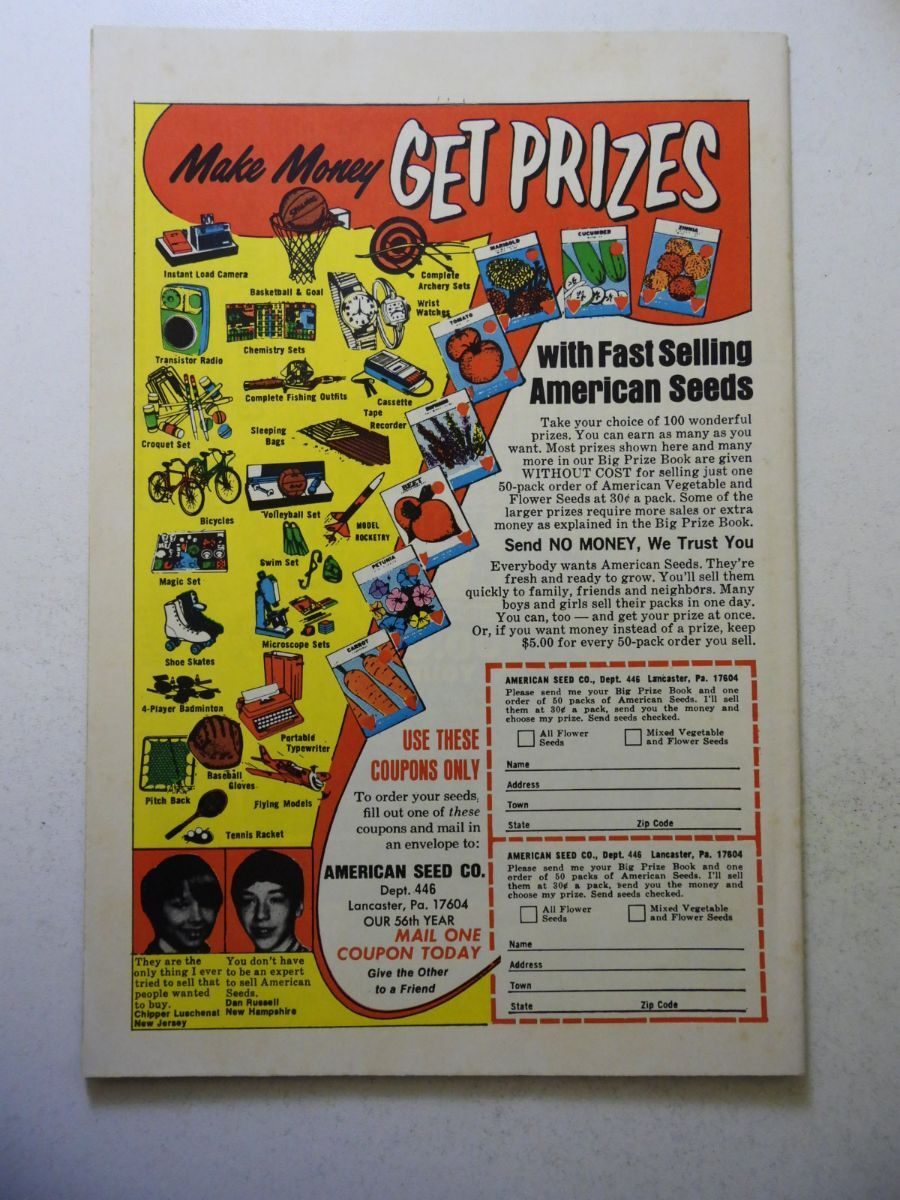 Make Money GET PRIZES
Instant Load Camera
SPALDING
Basketball & Goal
Complete
Archery Sets
Wrist
Watches
Transistor Radio
Chemistry Sets
Complete Fishing Outfits
Cassette
Tape
Recorder
Croquet Set
Sleeping
Bags
Bicycles
Volleyball Set
MODEL
ROCKETRY
Swim Set
Magic Set
Microscope Sets
Shoe Skates
4-Player Badminton
Portable
Typewriter
Baseball
Gloves
Pitch Back
Flying Models
Tennis Racket
MARIGOLD
CUCUMBER
ZINNIA
TOMATO
BEET
PETUNIA
CARROT
with Fast Selling
American Seeds
Take your choice of 100 wonderful
prizes. You can earn as many as you
want. Most prizes shown here and many
more in our Big Prize Book are given
WITHOUT COST for selling just one
50-pack order of American Vegetable and
Flower Seeds at 30¢ a pack. Some of the
larger prizes require more sales or extra
money as explained in the Big Prize Book.
Send NO MONEY, We Trust You
Everybody wants American Seeds. They're
fresh and ready to grow. You'll sell them
quickly to family, friends and neighbors. Many
boys and girls sell their packs in one day.
You can, too — and get your prize at once.
Or, if you want money instead of a prize, keep
$5.00 for every 50-pack order you sell.
USE THESE
COUPONS ONLY
To order your seeds,
fill out one of these
coupons and mail in
an envelope to:
AMERICAN SEED CO.
Dept. 446
Lancaster, Pa. 17604
OUR 56th YEAR
MAIL ONE
COUPON TODAY
Give the Other
to a Friend
AMERICAN SEED CO., Dept. 446 Lancaster, Pa. 17604
Please send me your Big Prize Book and one
order of 50 packs of American Seeds. I'll sell
them at 30¢ a pack, send you the money and
choose my prize. Send seeds checked.
All Flower
Seeds
Mixed Vegetable
and Flower Seeds
Name
Address
Town
State Zip Code
AMERICAN SEED CO., Dept. 446 Lancaster, Pa. 17604
Please send me your Big Prize Book and one
order of 50 packs of American Seeds. I'll sell
them at 30¢ a pack, send you the money and
choose my prize. Send seeds checked.
All Flower
Seeds
Mixed Vegetable
and Flower Seeds
Name
Address
Town
State Zip Code
They are the
only thing I ever
tried to sell that
people wanted
to buy.
Chipper Luschenat
New Jersey
You don't have
to be an expert
to sell American
Seeds.
Dan Russell
New Hampshire